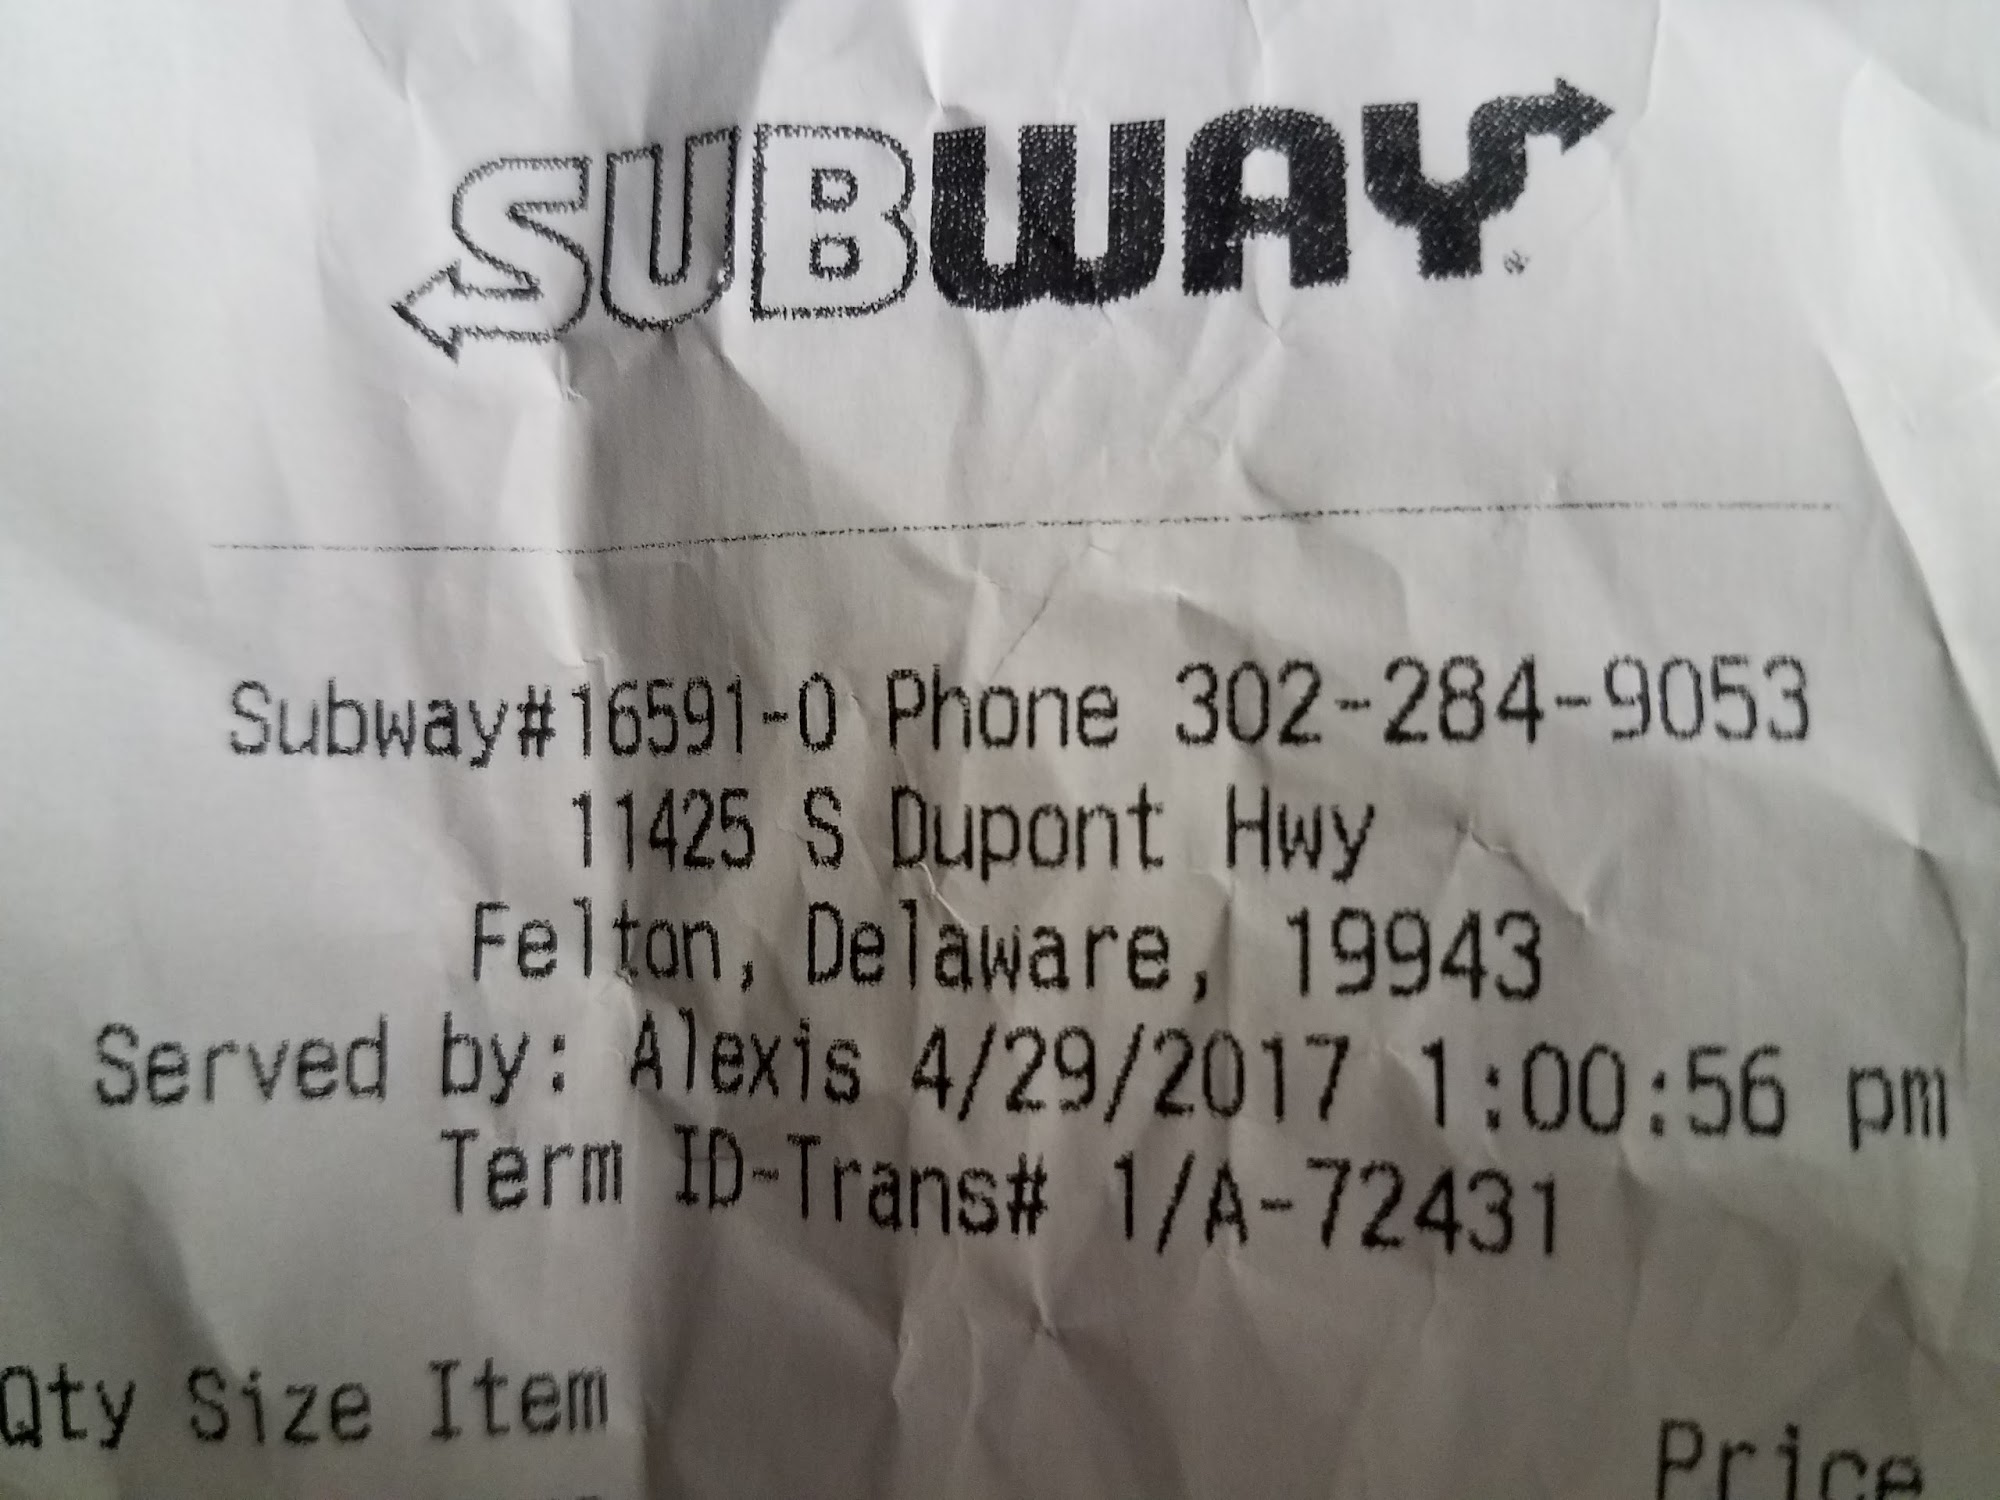 SUBWAY®
Subway#16591-0 Phone 302-284-9053
11425 S Dupont Hwy
Felton, Delaware, 19943
Served by: Alexis 4/29/2017 1:00:56 pm
Term ID-Trans# 1/A-72431
Qty Size Item Price